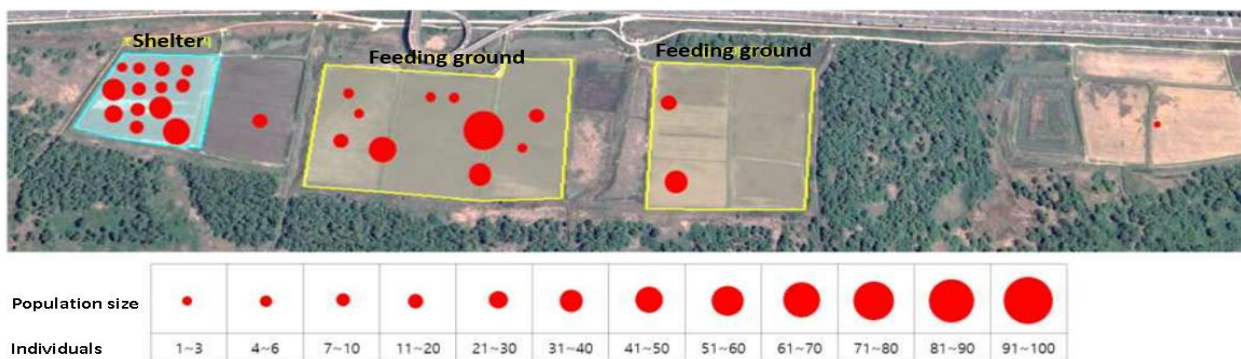 Shelter
Feeding ground
Feeding ground
Population size
Individuals 1~3 4~6 7~10 11~20 21~30 31~40 41~50 51~60 61~70 71~80 81~90 91~100